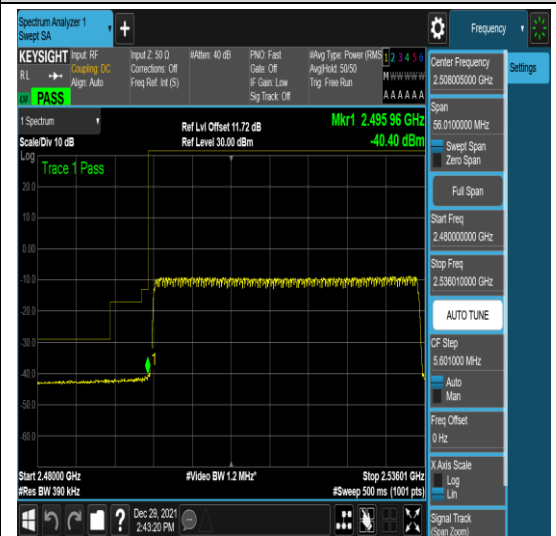 Spectrum Analyzer 1
Swept SA
+
Frequency
KEYSIGHT
RL
PASS
Input: RF
Coupling: DC
Align: Auto
Input Z: 50 Ω
Corrections: Off
Freq Ref: Int (S)
#Atten: 40 dB
PNO: Fast
Gate: Off
IF Gain: Low
Sig Track: Off
#Avg Type: Power (RMS
Avg|Hold: 50/50
Trig: Free Run
1 2 3 4 5 6
M W W W W W
A A A A A A
1 Spectrum
Scale/Div 10 dB
Ref Lvl Offset 11.72 dB
Ref Level 30.00 dBm
Mkr1 2.495 96 GHz
-40.40 dBm
Log
Trace 1 Pass
20.0
10.0
0.00
-10.0
-20.0
-30.0
-40.0
-50.0
-60.0
1
Start 2.48000 GHz
#Res BW 390 kHz
#Video BW 1.2 MHz*
Stop 2.53601 GHz
#Sweep 500 ms (1001 pts)
?
Dec 29, 2021
2:43:20 PM
Center Frequency
2.508005000 GHz
Settings
Span
56.0100000 MHz
Swept Span
Zero Span
Full Span
Start Freq
2.480000000 GHz
Stop Freq
2.536010000 GHz
AUTO TUNE
CF Step
5.601000 MHz
Auto
Man
Freq Offset
0 Hz
X Axis Scale
Log
Lin
Signal Track
(Span Zoom)